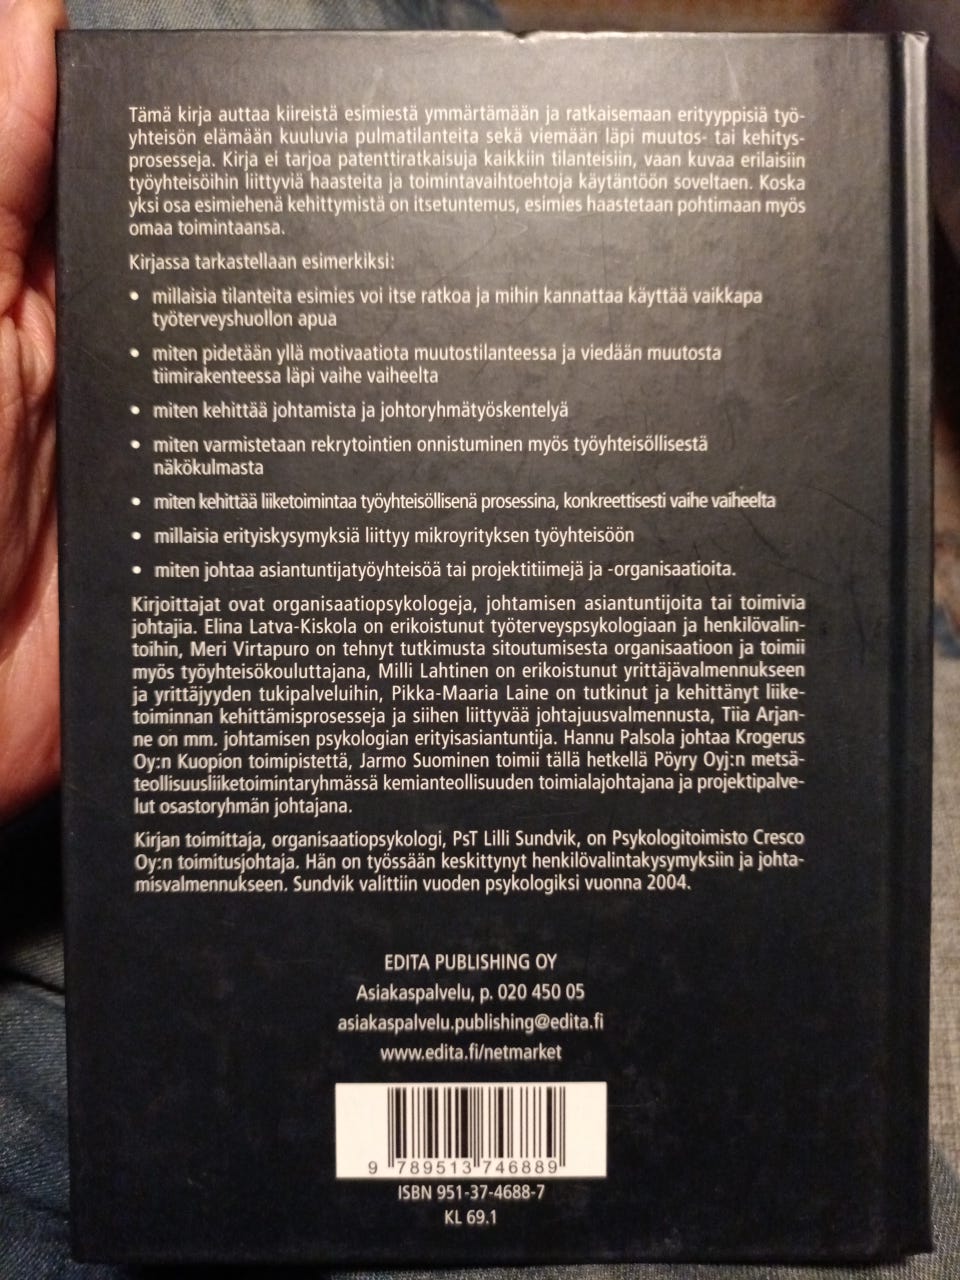 Tämä kirja auttaa kiireistä esimiestä ymmärtämään ja ratkaisemaan erityyppisiä työ-
yhteisön elämään kuuluvia pulmatilanteita sekä viemään läpi muutos- tai kehitys-
prosesseja. Kirja ei tarjoa patenttiratkaisuja kaikkiin tilanteisiin, vaan kuvaa erilaisiin
työyhteisöihin liittyviä haasteita ja toimintavaihtoehtoja käytäntöön soveltaen. Koska
yksi osa esimiehenä kehittymistä on itsetuntemus, esimies haastetaan pohtimaan myös
omaa toimintaansa.
Kirjassa tarkastellaan esimerkiksi:
• millaisia tilanteita esimies voi itse ratkoa ja mihin kannattaa käyttää vaikkapa
työterveyshuollon apua
• miten pidetään yllä motivaatiota muutostilanteessa ja viedään muutosta
tiimirakenteessa läpi vaihe vaiheelta
• miten kehittää johtamista ja johtoryhmätyöskentelyä
• miten varmistetaan rekrytointien onnistuminen myös työyhteisöllisestä
näkökulmasta
• miten kehittää liiketoimintaa työyhteisöllisenä prosessina, konkreettisesti vaihe vaiheelta
• millaisia erityiskysymyksiä liittyy mikroyrityksen työyhteisöön
• miten johtaa asiantuntijatyöyhteisöä tai projektitiimejä ja -organisaatioita.
Kirjoittajat ovat organisaatiopsykologeja, johtamisen asiantuntijoita tai toimivia
johtajia. Elina Latva-Kiskola on erikoistunut työterveyspsykologiaan ja henkilövalin-
toihin, Meri Virtapuro on tehnyt tutkimusta sitoutumisesta organisaatioon ja toimii
myös työyhteisökouluttajana, Milli Lahtinen on erikoistunut yrittäjävalmennukseen
ja yrittäjyyden tukipalveluihin, Pikka-Maaria Laine on tutkinut ja kehittänyt liike-
toiminnan kehittämisprosesseja ja siihen liittyvää johtajuusvalmennusta, Tiia Arjan-
ne on mm. johtamisen psykologian erityisasiantuntija. Hannu Palsola johtaa Krogerus
Oy:n Kuopion toimipistettä, Jarmo Suominen toimii tällä hetkellä Pöyry Oyj:n metsä-
teollisuusliiketoimintaryhmässä kemianteollisuuden toimialajohtajana ja projektipalve-
lut osastoryhmän johtajana.
Kirjan toimittaja, organisaatiopsykologi, PsT Lilli Sundvik, on Psykologitoimisto Cresco
Oy:n toimitusjohtaja. Hän on työssään keskittynyt henkilövalintakysymyksiin ja johta-
misvalmennukseen. Sundvik valittiin vuoden psykologiksi vuonna 2004.
EDITA PUBLISHING OY
Asiakaspalvelu, p. 020 450 05
asiakaspalvelu.publishing@edita.fi
www.edita.fi/netmarket
9 789513 746889
ISBN 951-37-4688-7
KL 69.1